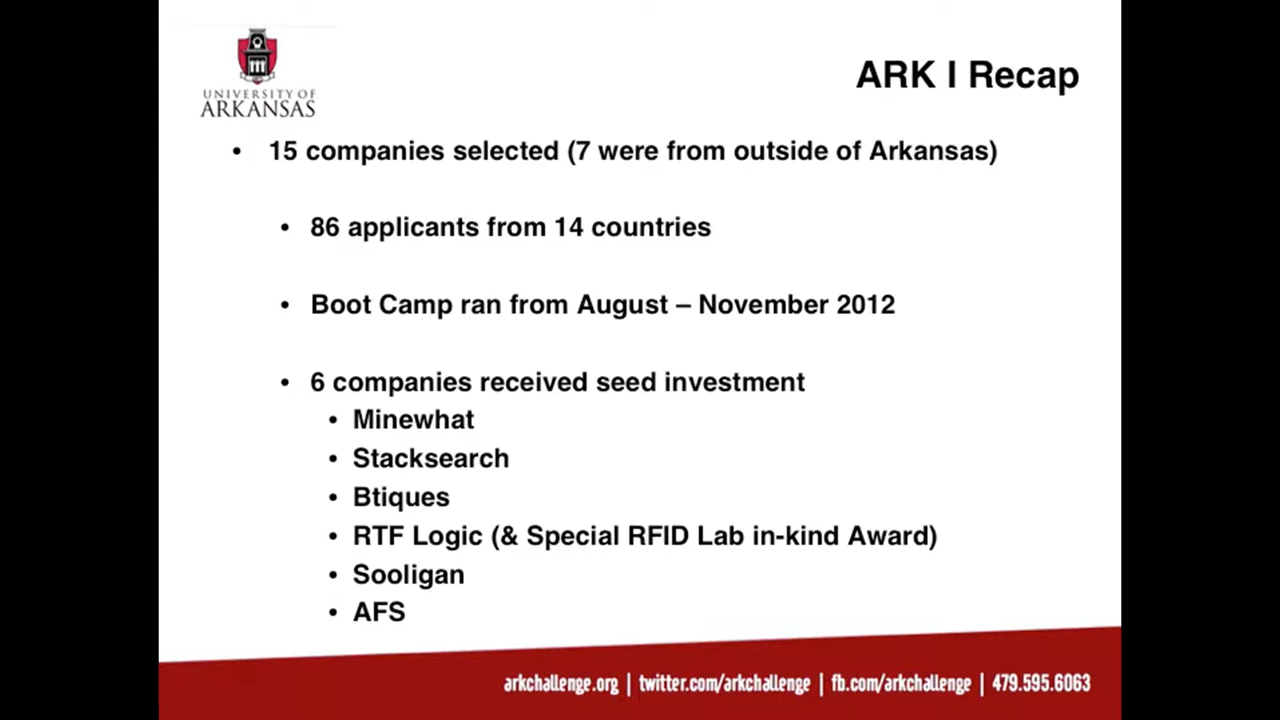 UNIVERSITY OF
ARKANSAS
ARK I Recap
• 15 companies selected (7 were from outside of Arkansas)
• 86 applicants from 14 countries
• Boot Camp ran from August – November 2012
• 6 companies received seed investment
• Minewhat
• Stacksearch
• Btiques
• RTF Logic (& Special RFID Lab in-kind Award)
• Sooligan
• AFS
arkchallenge.org | twitter.com/arkchallenge | fb.com/arkchallenge | 479.595.6063